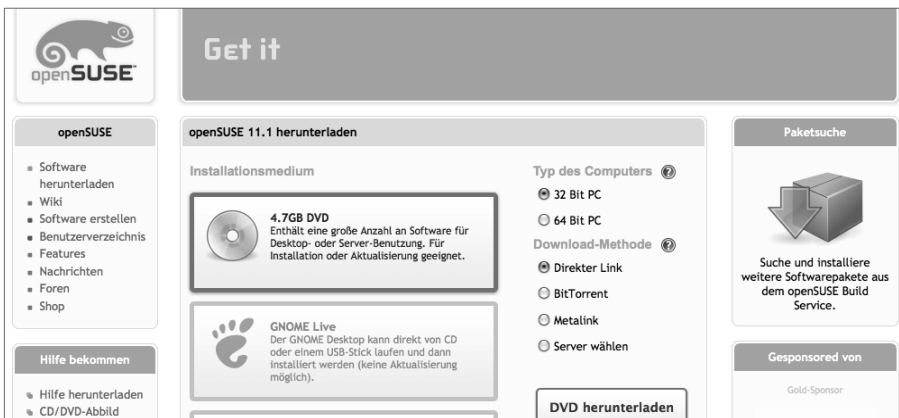 openSUSE
Get it
openSUSE
Software
herunterladen
Wiki
Software erstellen
Benutzerverzeichnis
Features
Nachrichten
Foren
Shop
Hilfe bekommen
Hilfe herunterladen
CD/DVD-Abbild
openSUSE 11.1 herunterladen
Installationsmedium
4.7GB DVD
Enthält eine große Anzahl an Software für
Desktop- oder Server-Benutzung. Für
Installation oder Aktualisierung geeignet.
GNOME Live
Der GNOME Desktop kann direkt von CD
oder einem USB-Stick laufen und dann
installiert werden (keine Aktualisierung
möglich).
Typ des Computers
32 Bit PC
64 Bit PC
Download-Methode
Direkter Link
BitTorrent
Metalink
Server wählen
DVD herunterladen
Paketsuche
Suche und installiere
weitere Softwarepakete aus
dem openSUSE Build
Service.
Gesponsored von
Gold-Sponsor